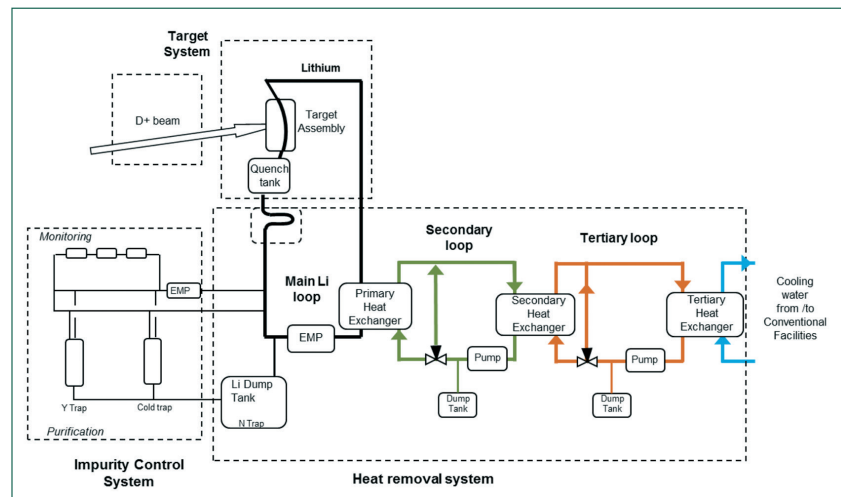 Target
System
Lithium
D+ beam
Target
Assembly
Quench
tank
Monitoring
EMP
Main Li
loop
Secondary
loop
Tertiary loop
Primary
Heat
Exchanger
Secondary
Heat
Exchanger
Tertiary
Heat
Exchanger
Cooling
water
from /to
Conventional
Facilities
EMP
Pump
Pump
Li Dump
Tank
N Trap
Dump
Tank
Dump
Tank
Y Trap
Cold trap
Purification
Impurity Control
System
Heat removal system